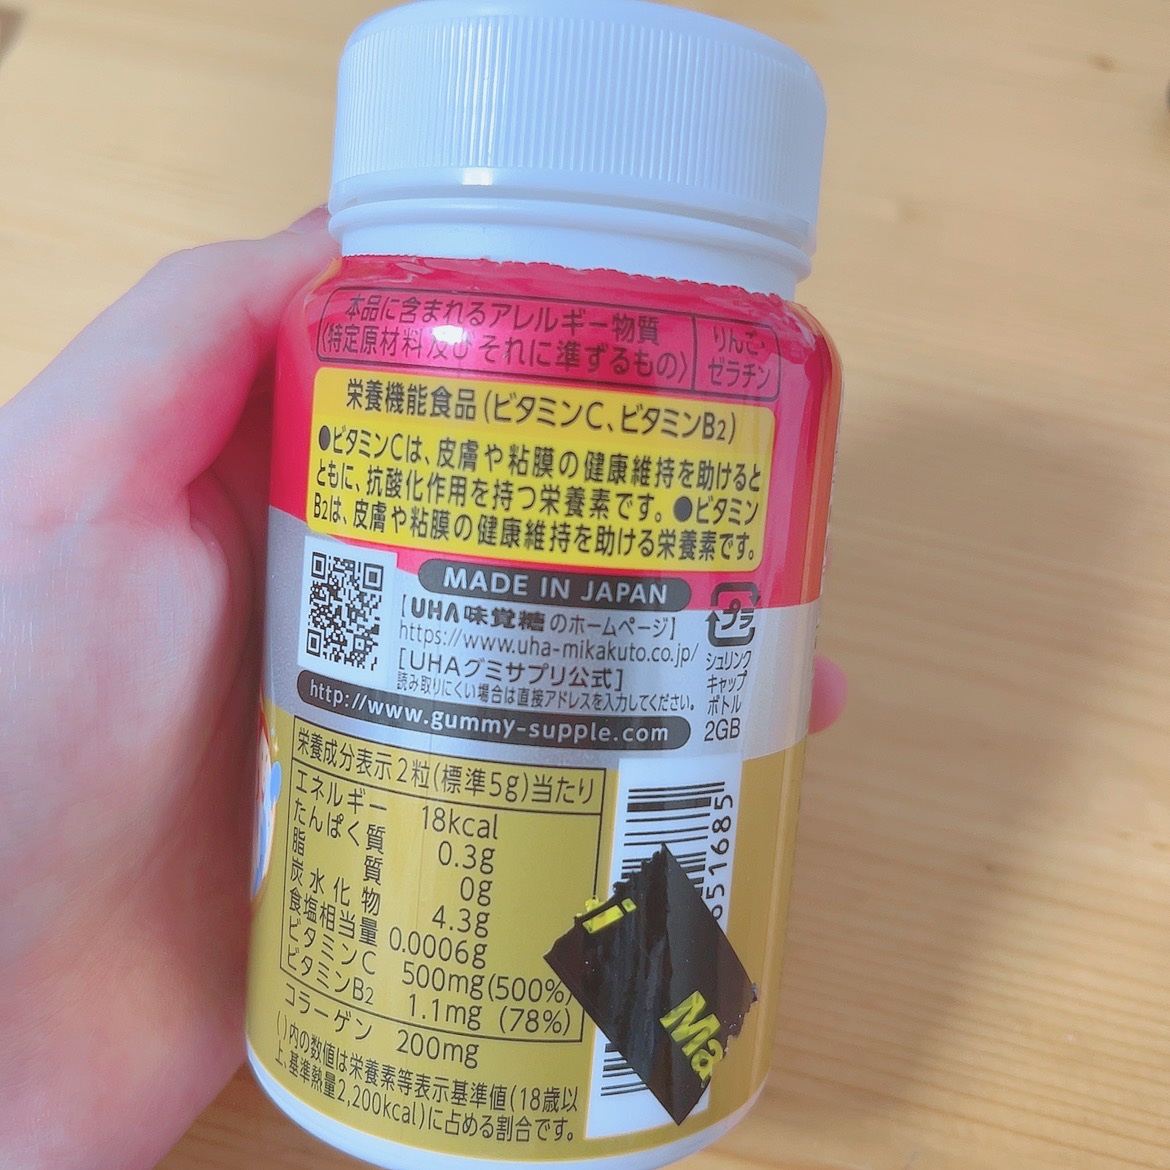 本品に含まれるアレルギー物質
〈特定原材料及びそれに準ずるもの〉
りんご・
ゼラチン
栄養機能食品(ビタミンC、ビタミンB2)
●ビタミンCは、皮膚や粘膜の健康維持を助けると
ともに、抗酸化作用を持つ栄養素です。●ビタミン
B2は、皮膚や粘膜の健康維持を助ける栄養素です。
MADE IN JAPAN
【UHA味覚糖のホームページ】
https://www.uha-mikakuto.co.jp/
[UHAグミサプリ公式]
読み取りにくい場合は直接アドレスを入力してください。
http://www.gummy-supple.com
プラ
シュリンク
キャップ
ボトル
2GB
栄養成分表示2粒(標準5g)当たり
エネルギー 18kcal
たんぱく質 0.3g
脂質 0g
炭水化物 4.3g
食塩相当量 0.0006g
ビタミンC 500mg(500%)
ビタミンB2 1.1mg (78%)
コラーゲン 200mg
( )内の数値は栄養素等表示基準値(18歳以
上、基準熱量2,200kcal)に占める割合です。
51685
Ma